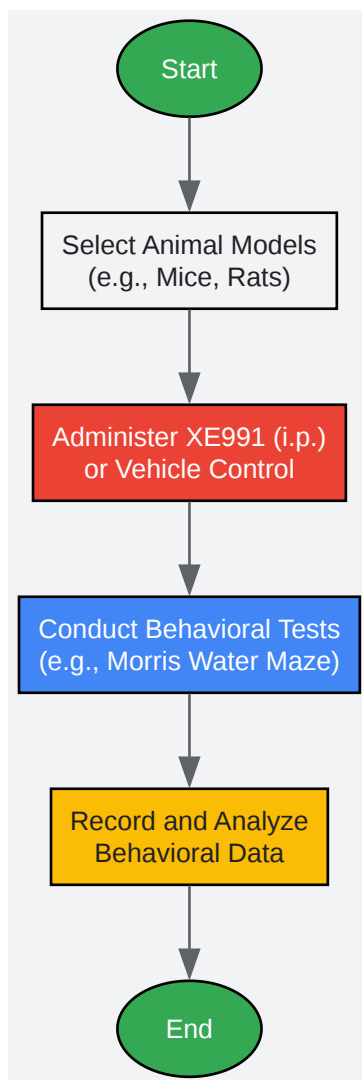 Start
Select Animal Models
(e.g., Mice, Rats)
Administer XE991 (i.p.)
or Vehicle Control
Conduct Behavioral Tests
(e.g., Morris Water Maze)
Record and Analyze
Behavioral Data
End